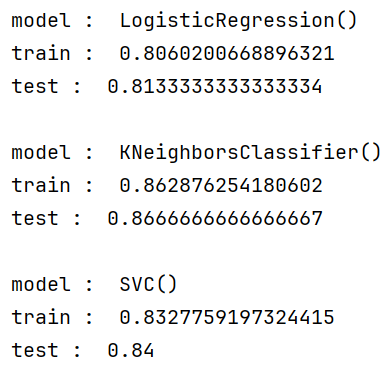 model :  LogisticRegression()
train :  0.8060200668896321
test :  0.8133333333333334
model :  KNeighborsClassifier()
train :  0.862876254180602
test :  0.8666666666666667
model :  SVC()
train :  0.8327759197324415
test :  0.84